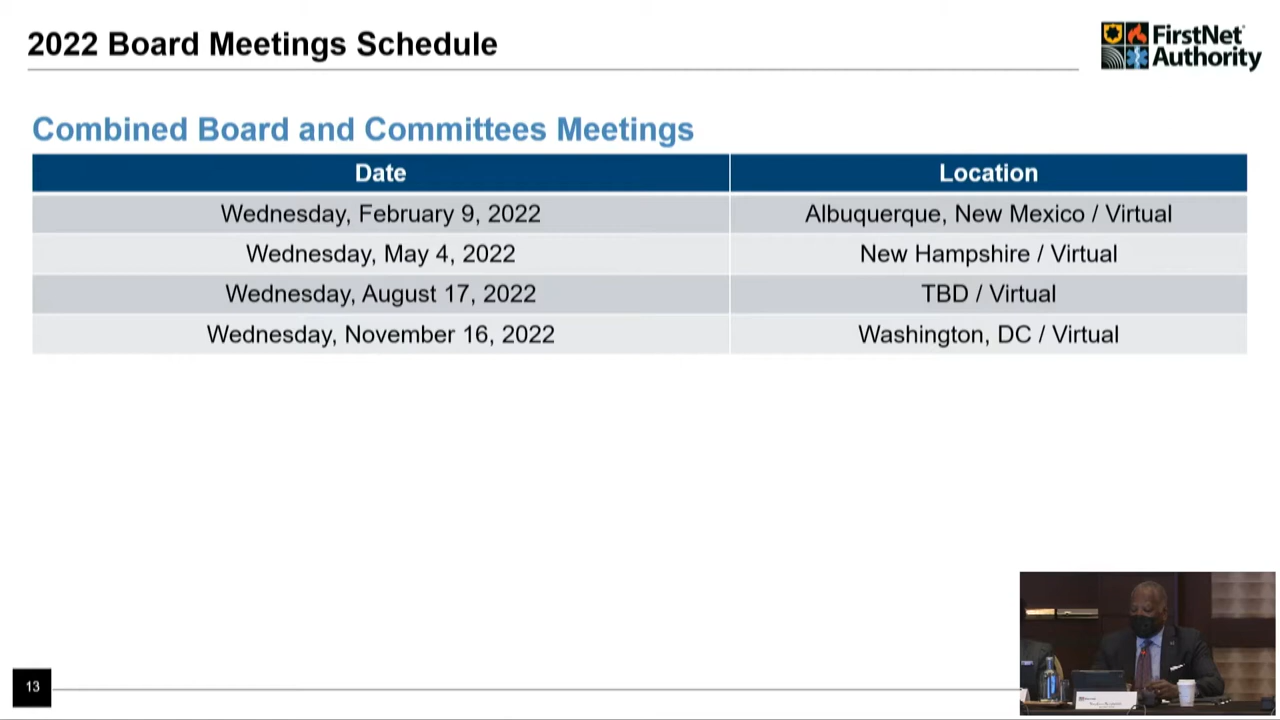 2022 Board Meetings Schedule
FirstNet
Authority
Combined Board and Committees Meetings
Date Location
Wednesday, February 9, 2022 Albuquerque, New Mexico / Virtual
Wednesday, May 4, 2022 New Hampshire / Virtual
Wednesday, August 17, 2022 TBD / Virtual
Wednesday, November 16, 2022 Washington, DC / Virtual
13